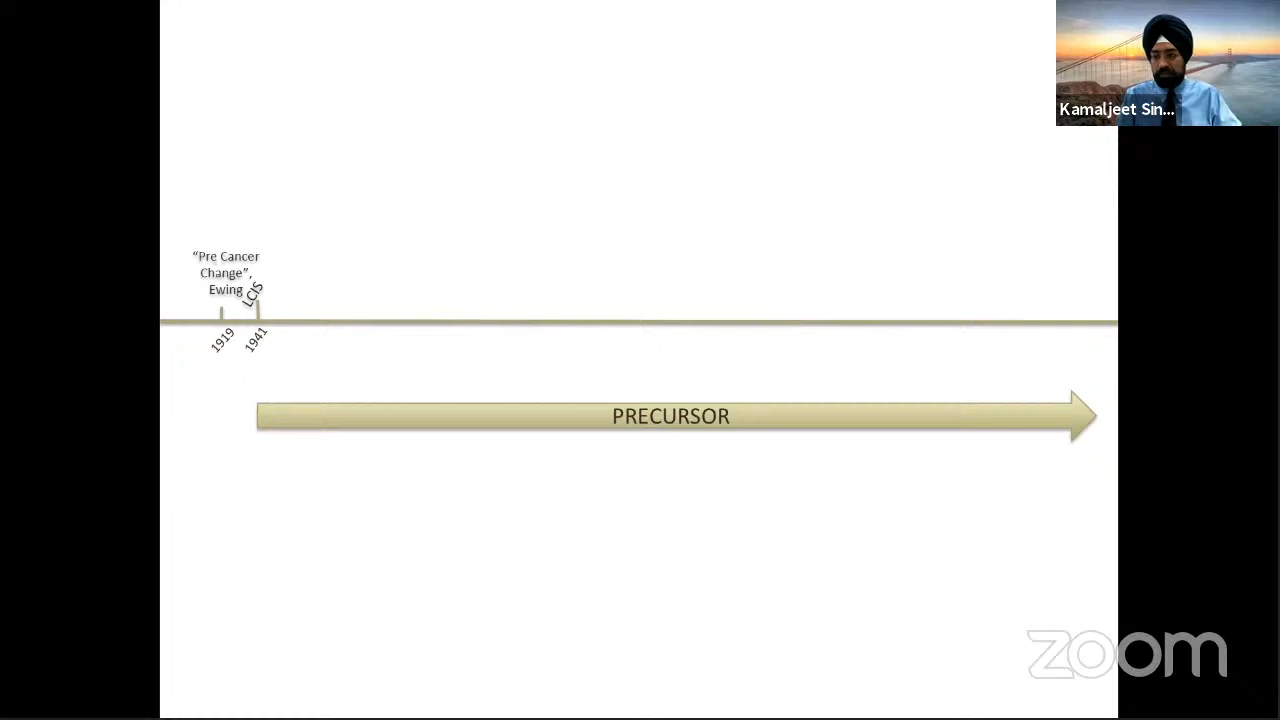 Kamaljeet Sin...
“Pre Cancer
Change”,
Ewing
LCIS
1919
1941
PRECURSOR
zoom